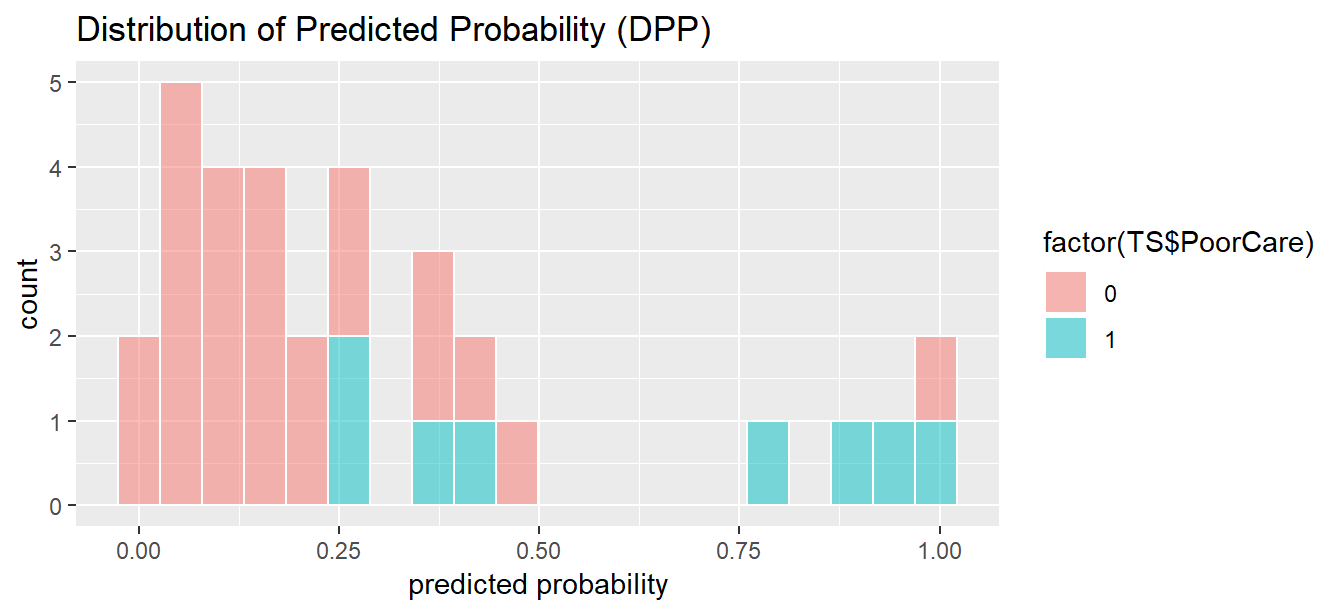 Distribution of Predicted Probability (DPP)
5
4
3
2
1
0
count
0.00 0.25 0.50 0.75 1.00
predicted probability
factor(TS$PoorCare)
0
1